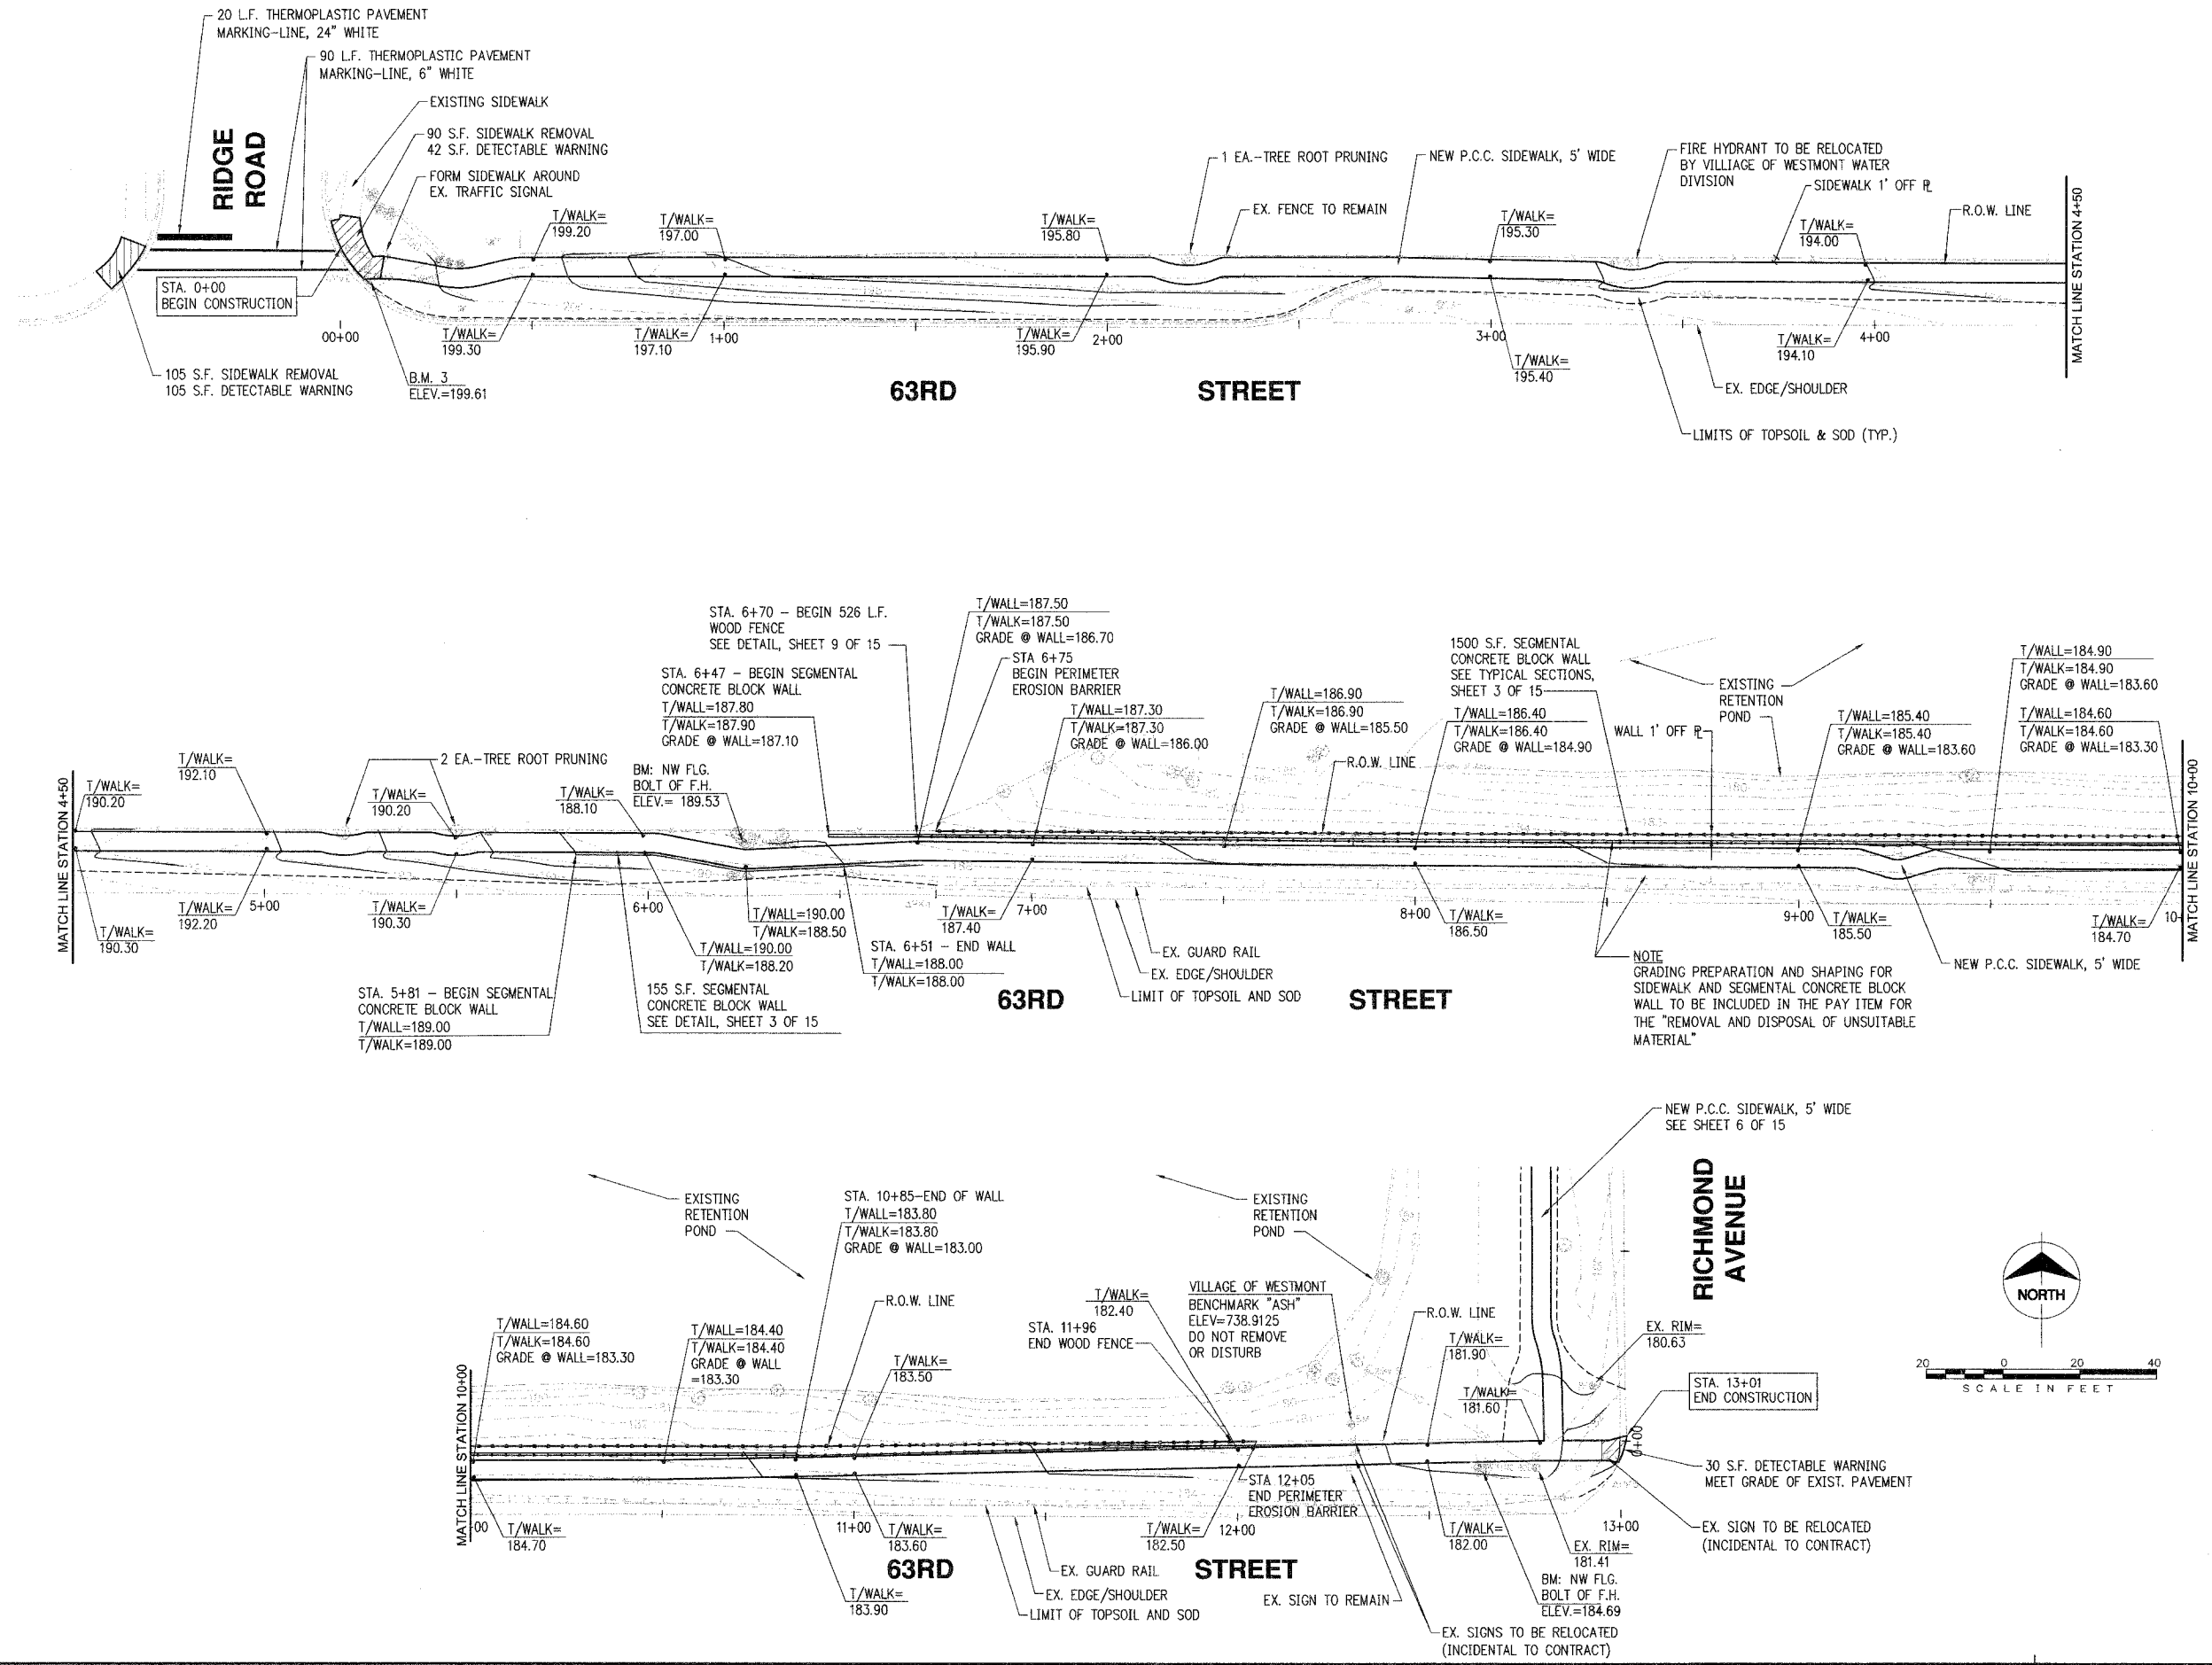 20 L.F. THERMOPLASTIC PAVEMENT
MARKING-LINE, 24" WHITE
90 L.F. THERMOPLASTIC PAVEMENT
MARKING-LINE, 6" WHITE
RIDGE
ROAD
EXISTING SIDEWALK
90 S.F. SIDEWALK REMOVAL
42 S.F. DETECTABLE WARNING
FORM SIDEWALK AROUND
EX. TRAFFIC SIGNAL
T/WALK=
199.20
T/WALK=
197.00
T/WALK=
195.80
1 EA.-TREE ROOT PRUNING
EX. FENCE TO REMAIN
NEW P.C.C. SIDEWALK, 5' WIDE
T/WALK=
195.30
FIRE HYDRANT TO BE RELOCATED
BY VILLIAGE OF WESTMONT WATER
DIVISION
SIDEWALK 1' OFF PL
T/WALK=
194.00
R.O.W. LINE
MATCH LINE STATION 4+50
STA. 0+00
BEGIN CONSTRUCTION
00+00
T/WALK=
199.30
T/WALK=
197.10
1+00
T/WALK=
195.90
2+00
3+00
T/WALK=
195.40
T/WALK=
194.10
4+00
105 S.F. SIDEWALK REMOVAL
105 S.F. DETECTABLE WARNING
B.M. 3
ELEV.=199.61
63RD STREET
EX. EDGE/SHOULDER
LIMITS OF TOPSOIL & SOD (TYP.)
STA. 6+70 - BEGIN 526 L.F.
WOOD FENCE
SEE DETAIL, SHEET 9 OF 15
T/WALL=187.50
T/WALK=187.50
GRADE @ WALL=186.70
STA 6+75
BEGIN PERIMETER
EROSION BARRIER
STA. 6+47 - BEGIN SEGMENTAL
CONCRETE BLOCK WALL
T/WALL=187.80
T/WALK=187.90
GRADE @ WALL=187.10
T/WALL=187.30
T/WALK=187.30
GRADE @ WALL=186.00
T/WALL=186.90
T/WALK=186.90
GRADE @ WALL=185.50
1500 S.F. SEGMENTAL
CONCRETE BLOCK WALL
SEE TYPICAL SECTIONS,
SHEET 3 OF 15
T/WALL=186.40
T/WALK=186.40
GRADE @ WALL=184.90
EXISTING
RETENTION
POND
WALL 1' OFF PL
T/WALL=185.40
T/WALK=185.40
GRADE @ WALL=183.60
T/WALL=184.90
T/WALK=184.90
GRADE @ WALL=183.60
T/WALL=184.60
T/WALK=184.60
GRADE @ WALL=183.30
MATCH LINE STATION 4+50
T/WALK=
190.20
T/WALK=
192.10
2 EA.-TREE ROOT PRUNING
T/WALK=
190.20
T/WALK=
188.10
BM: NW FLG.
BOLT OF F.H.
ELEV.= 189.53
R.O.W. LINE
MATCH LINE STATION 10+00
T/WALK=
190.30
T/WALK=
192.20
5+00
T/WALK=
190.30
6+00
T/WALL=190.00
T/WALK=188.50
T/WALL=190.00
T/WALK=188.20
STA. 6+51 - END WALL
T/WALL=188.00
T/WALK=188.00
T/WALK=
187.40
7+00
EX. GUARD RAIL
EX. EDGE/SHOULDER
LIMIT OF TOPSOIL AND SOD
8+00
T/WALK=
186.50
9+00
T/WALK=
185.50
T/WALK=
184.70
10+
NEW P.C.C. SIDEWALK, 5' WIDE
STA. 5+81 - BEGIN SEGMENTAL
CONCRETE BLOCK WALL
T/WALL=189.00
T/WALK=189.00
155 S.F. SEGMENTAL
CONCRETE BLOCK WALL
SEE DETAIL, SHEET 3 OF 15
63RD STREET
NOTE
GRADING PREPARATION AND SHAPING FOR
SIDEWALK AND SEGMENTAL CONCRETE BLOCK
WALL TO BE INCLUDED IN THE PAY ITEM FOR
THE "REMOVAL AND DISPOSAL OF UNSUITABLE
MATERIAL"
NEW P.C.C. SIDEWALK, 5' WIDE
SEE SHEET 6 OF 15
RICHMOND
AVENUE
EXISTING
RETENTION
POND
STA. 10+85-END OF WALL
T/WALL=183.80
T/WALK=183.80
GRADE @ WALL=183.00
EXISTING
RETENTION
POND
R.O.W. LINE
T/WALL=184.60
T/WALK=184.60
GRADE @ WALL=183.30
T/WALL=184.40
T/WALK=184.40
GRADE @ WALL
=183.30
T/WALK=
183.50
T/WALK=
182.40
STA. 11+96
END WOOD FENCE
VILLAGE OF WESTMONT
BENCHMARK "ASH"
ELEV=738.9125
DO NOT REMOVE
OR DISTURB
R.O.W. LINE
T/WALK=
181.90
T/WALK=
181.60
EX. RIM=
180.63
STA. 13+01
END CONSTRUCTION
NORTH
20 0 20 40
SCALE IN FEET
MATCH LINE STATION 10+00
00
T/WALK=
184.70
11+00
T/WALK=
183.60
T/WALK=
183.90
63RD STREET
EX. GUARD RAIL
EX. EDGE/SHOULDER
LIMIT OF TOPSOIL AND SOD
T/WALK=
182.50
12+00
STA 12+05
END PERIMETER
EROSION BARRIER
EX. SIGN TO REMAIN
T/WALK=
182.00
EX. RIM=
181.41
BM: NW FLG.
BOLT OF F.H.
ELEV.=184.69
EX. SIGNS TO BE RELOCATED
(INCIDENTAL TO CONTRACT)
0+00
13+00
30 S.F. DETECTABLE WARNING
MEET GRADE OF EXIST. PAVEMENT
EX. SIGN TO BE RELOCATED
(INCIDENTAL TO CONTRACT)